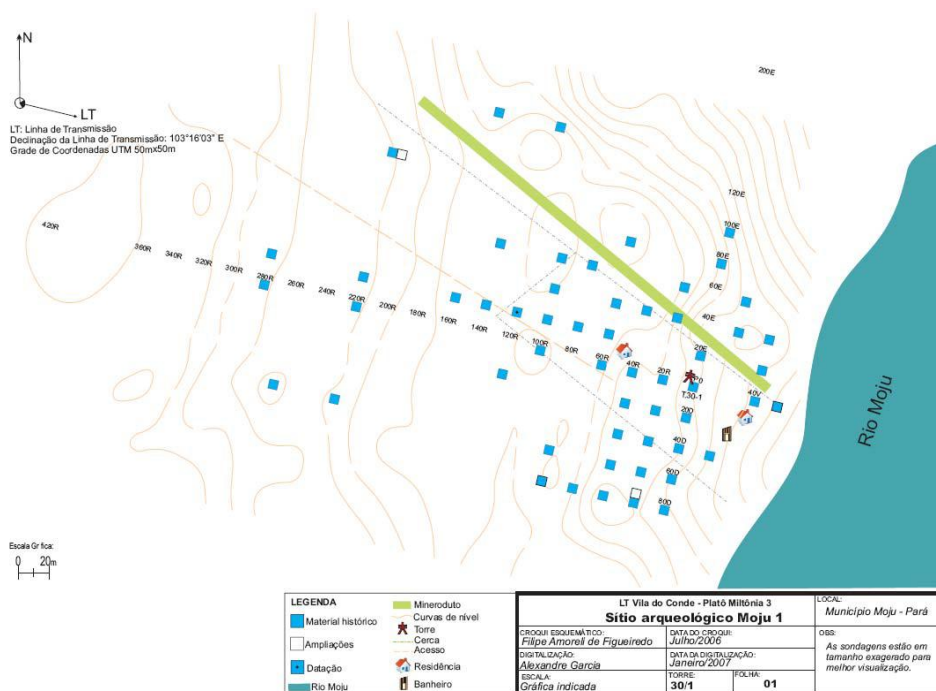 N
LT
LT: Linha de Transmissão
Declinação da Linha de Transmissão: 103°16'03" E
Grade de Coordenadas UTM 50mx50m
200E
120E
100E
80E
60E
40E
20E
420R
360R
340R
320R
300R
280R
260R
240R
220R
200R
180R
160R
140R
120R
100R
80R
60R
40R
20R
P0
T.30-1
40V
20D
40D
60D
80D
Rio Moju
Escala Gr fica:
0 20m
LEGENDA
Material histórico
Ampliações
Datação
Rio Moju
Mineroduto
Curvas de nível
Torre
Cerca
Acesso
Residência
Banheiro
LT Vila do Conde - Platô Miltônia 3
Sítio arqueológico Moju 1
LOCAL:
Município Moju - Pará
CROQUI ESQUEMÁTICO:
Filipe Amoreli de Figueiredo
DATA DO CROQUI:
Julho/2006
DIGITALIZAÇÃO:
Alexandre Garcia
DATA DA DIGITALIZAÇÃO:
Janeiro/2007
ESCALA:
Gráfica indicada
TORRE:
30/1
FOLHA:
01
OBS:
As sondagens estão em
tamanho exagerado para
melhor visualização.